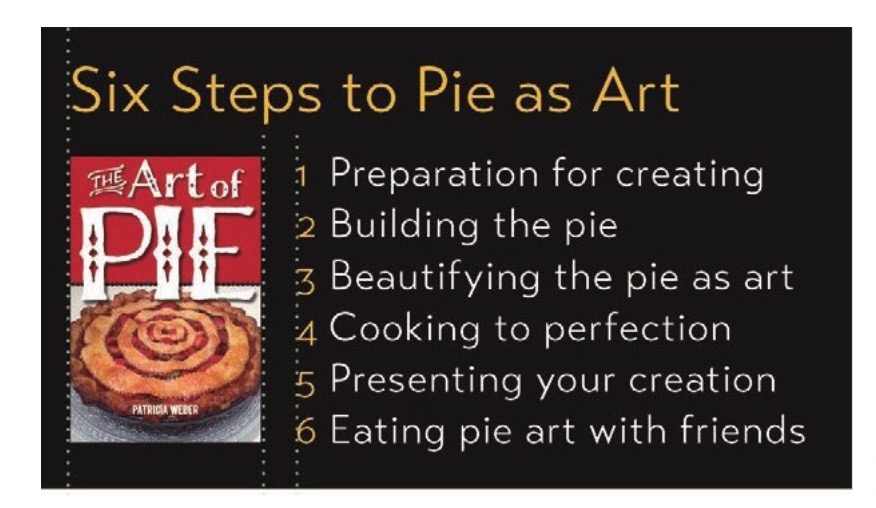 Six Steps to Pie as Art
THE Art of
PIE
PATRICIA WEBER
1 Preparation for creating
2 Building the pie
3 Beautifying the pie as art
4 Cooking to perfection
5 Presenting your creation
6 Eating pie art with friends